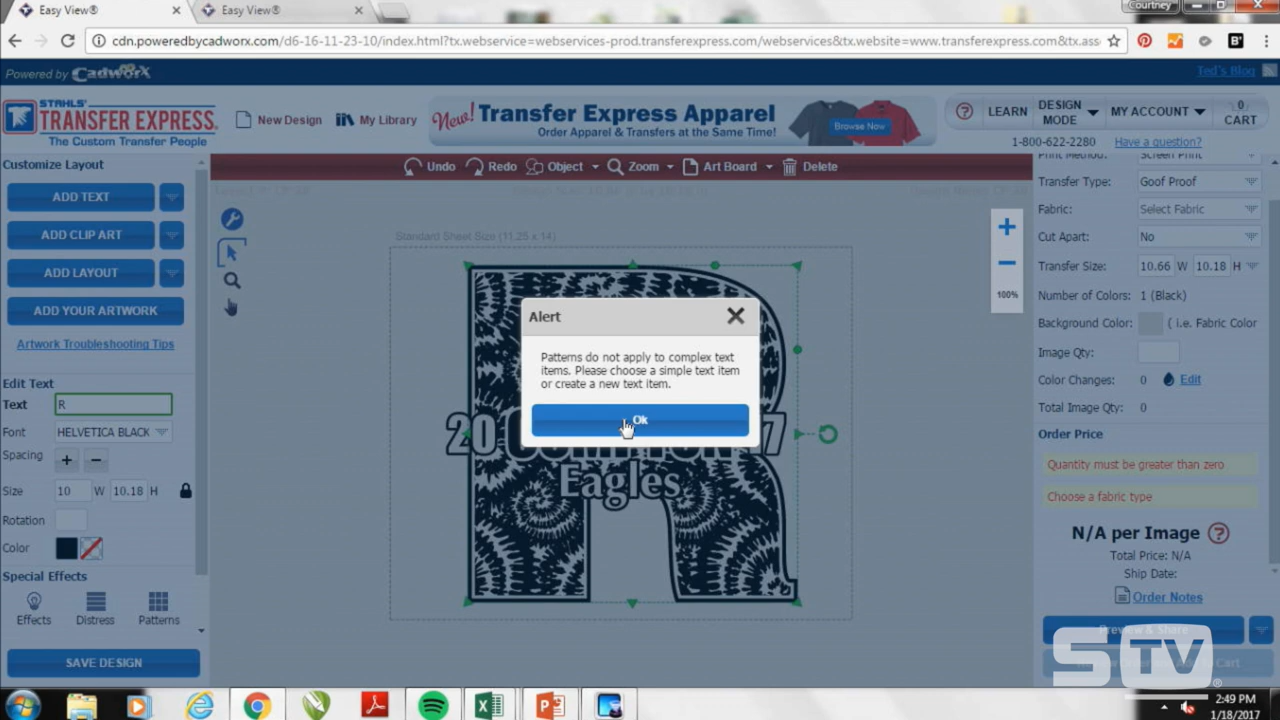 Easy View®
Easy View®
Courtney
cdn.powerbycadworx.com/d6-16-11-23-10/index.html?tx.webservice=webservices-prod.transferexpress.com/webservices&tx.website=www.transferexpress.com&tx.ass
Powered by CadworX
Ted's Blog
STAHLS'
TRANSFER EXPRESS.
The Custom Transfer People
New Design
My Library
New! Transfer Express Apparel
Order Apparel & Transfers at the Same Time!
Browse Now
LEARN
DESIGN MODE
MY ACCOUNT
0 CART
1-800-622-2280
Have a question?
Customize Layout
ADD TEXT
ADD CLIP ART
ADD LAYOUT
ADD YOUR ARTWORK
Artwork Troubleshooting Tips
Edit Text
Text R
Font HELVETICA BLACK
Spacing + -
Size 10 W 10.18 H
Rotation
Color
Special Effects
Effects Distress Patterns
SAVE DESIGN
Undo Redo Object Zoom Art Board Delete
Standard Sheet Size (11.25 x 14)
100%
R
20 17
Eagles
Alert
Patterns do not apply to complex text
items. Please choose a simple text item
or create a new text item.
Ok
Print Method: Screen Print
Transfer Type: Goof Proof
Fabric: Select Fabric
Cut Apart: No
Transfer Size: 10.66 W 10.18 H
Number of Colors: 1 (Black)
Background Color: ( i.e. Fabric Color
Image Qty:
Color Changes: 0 Edit
Total Image Qty: 0
Order Price
Quantity must be greater than zero
Choose a fabric type
N/A per Image
Total Price: N/A
Ship Date:
Order Notes
Preview & Share
Cart
STV
2:49 PM
1/18/2017